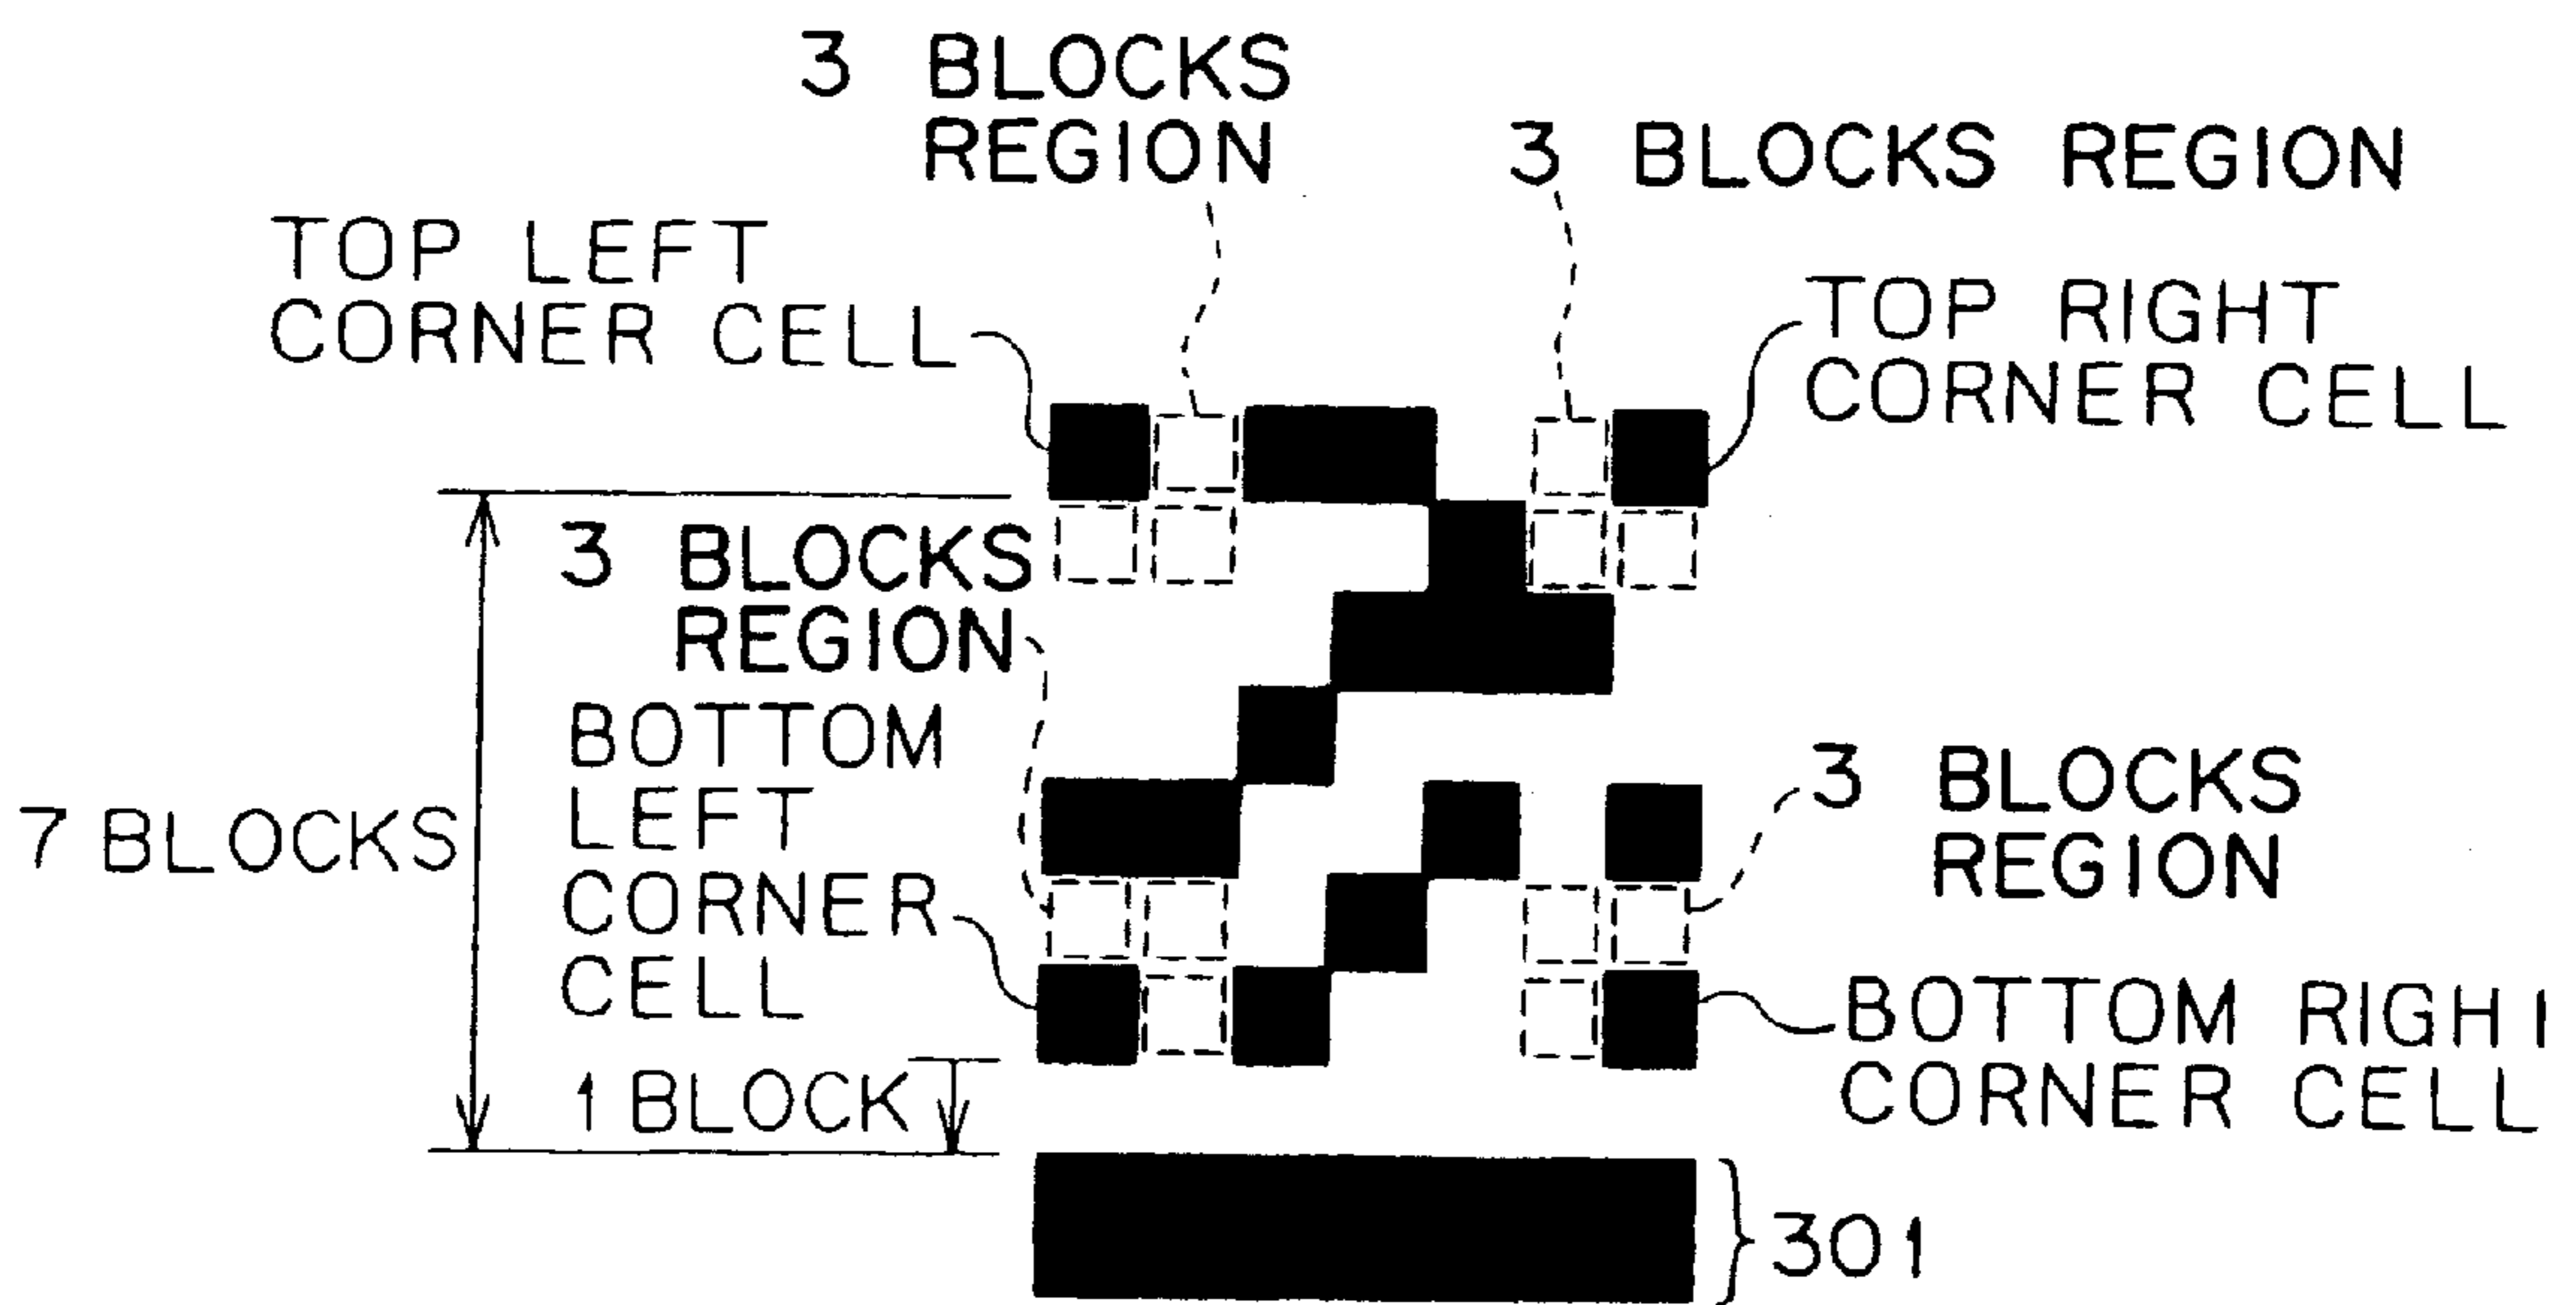 3 BLOCKS
REGION
3 BLOCKS REGION
TOP LEFT
CORNER CELL
TOP RIGHT
CORNER CELL
3 BLOCKS
REGION
BOTTOM
LEFT
CORNER
CELL
7 BLOCKS
3 BLOCKS
REGION
BOTTOM RIGHT
CORNER CELL
1 BLOCK
301